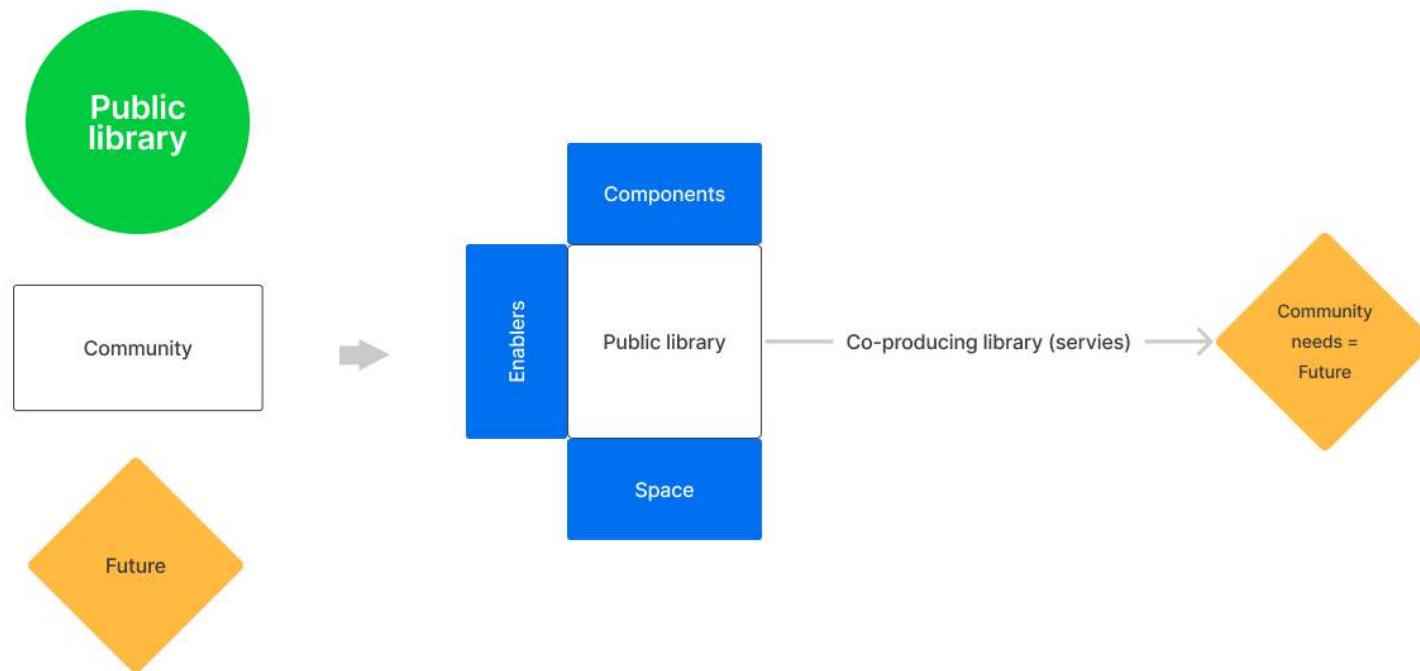 Public
library
Community
Future
Components
Enablers
Public library
Space
Co-producing library (servies)
Community
needs =
Future